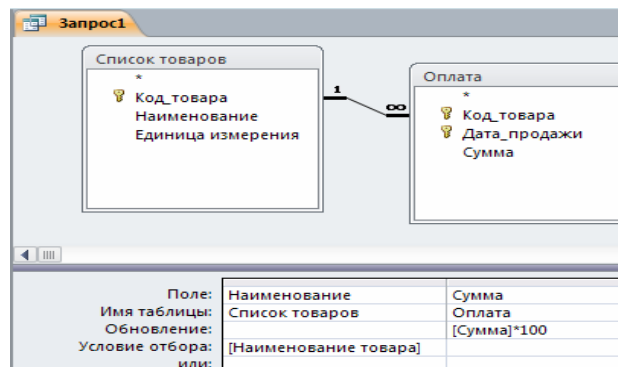 Запрос1
Список товаров
*
Код_товара
Наименование
Единица измерения
1
∞
Оплата
*
Код_товара
Дата_продажи
Сумма
Поле: Наименование Сумма
Имя таблицы: Список товаров Оплата
Обновление: [Сумма]*100
Условие отбора: [Наименование товара]
или: